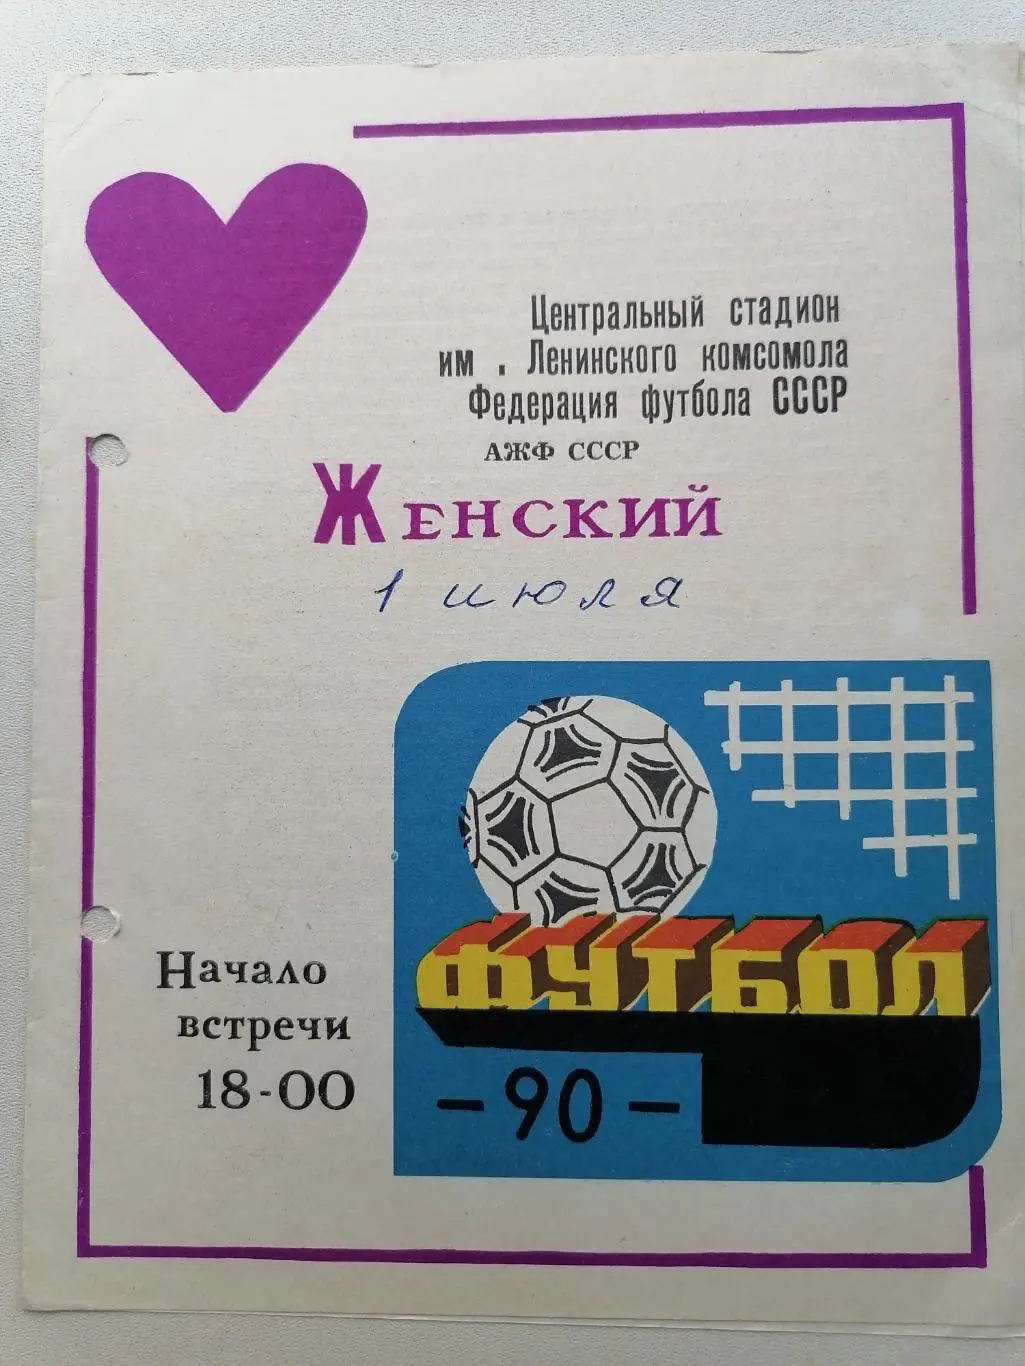 Центральный стадион
им. Ленинского комсомола
Федерация футбола СССР
АЖФ СССР
Женский
1 июля
ФУТБОЛ
-90-
Начало
встречи
18-00